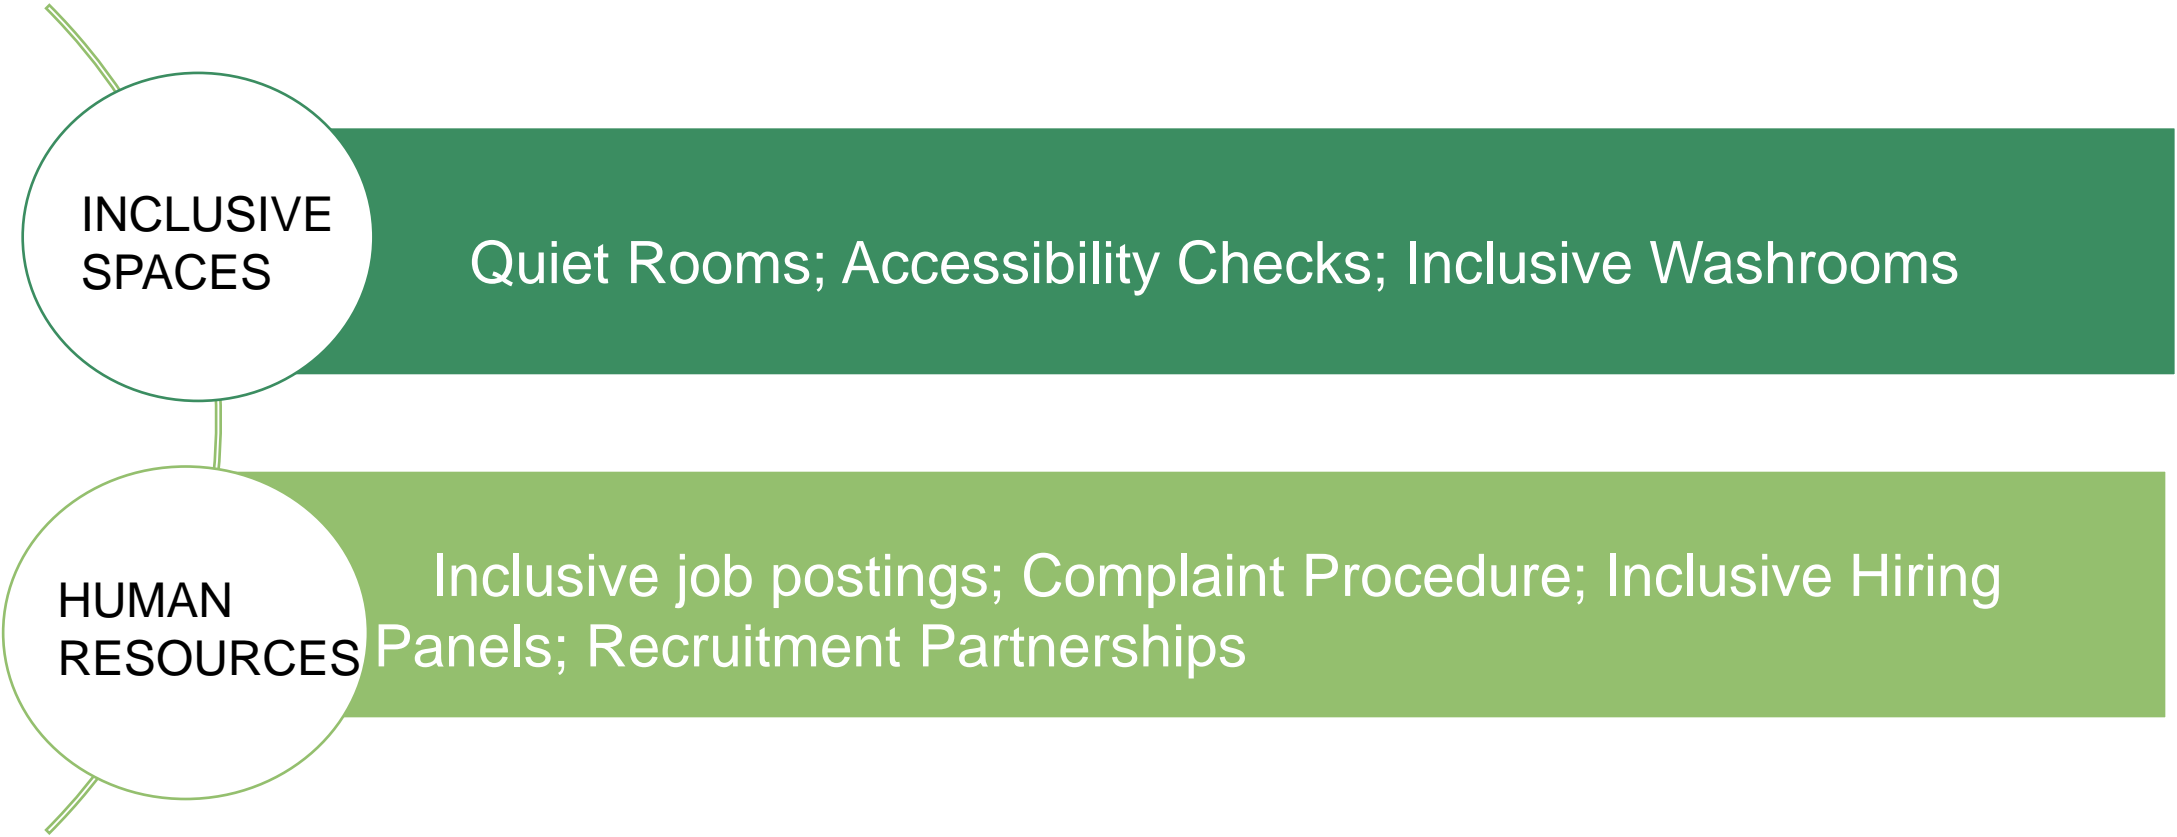 INCLUSIVE
SPACES
Quiet Rooms; Accessibility Checks; Inclusive Washrooms
HUMAN
RESOURCES
Inclusive job postings; Complaint Procedure; Inclusive Hiring
Panels; Recruitment Partnerships